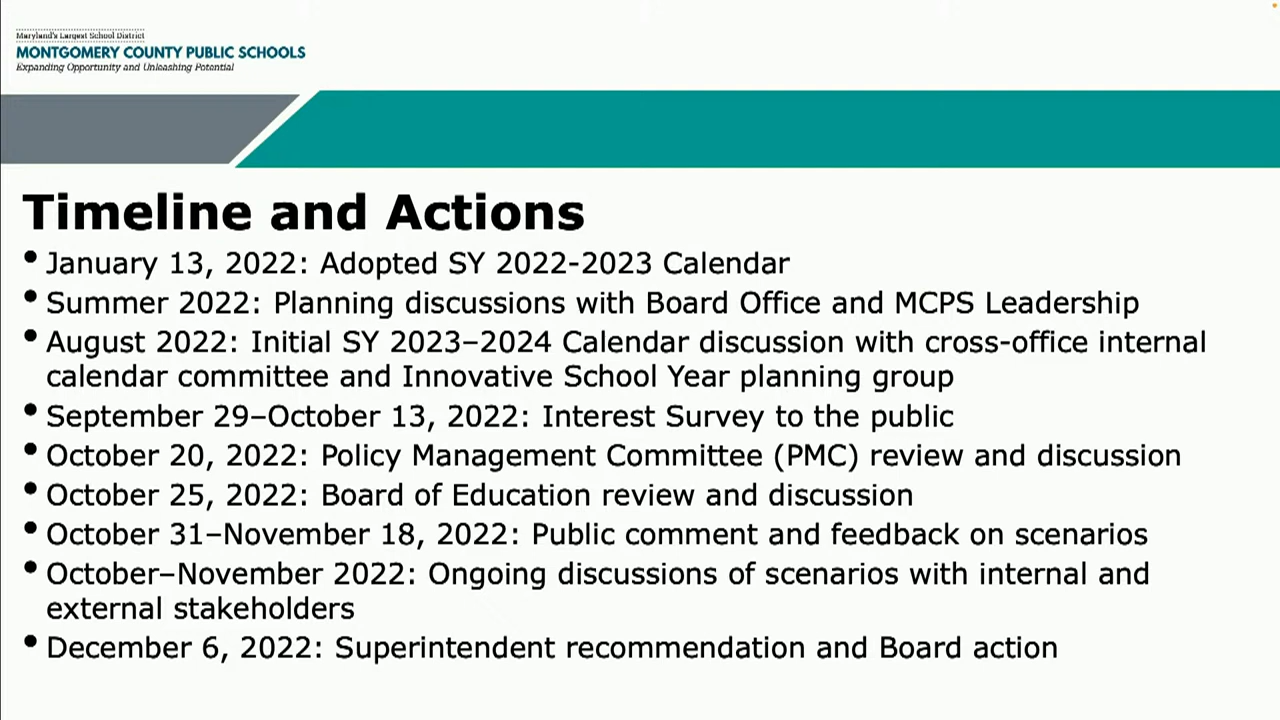 Maryland's Largest School District
MONTGOMERY COUNTY PUBLIC SCHOOLS
Expanding Opportunity and Unleashing Potential
Timeline and Actions
• January 13, 2022: Adopted SY 2022-2023 Calendar
• Summer 2022: Planning discussions with Board Office and MCPS Leadership
• August 2022: Initial SY 2023–2024 Calendar discussion with cross-office internal
calendar committee and Innovative School Year planning group
• September 29–October 13, 2022: Interest Survey to the public
• October 20, 2022: Policy Management Committee (PMC) review and discussion
• October 25, 2022: Board of Education review and discussion
• October 31–November 18, 2022: Public comment and feedback on scenarios
• October–November 2022: Ongoing discussions of scenarios with internal and
external stakeholders
• December 6, 2022: Superintendent recommendation and Board action